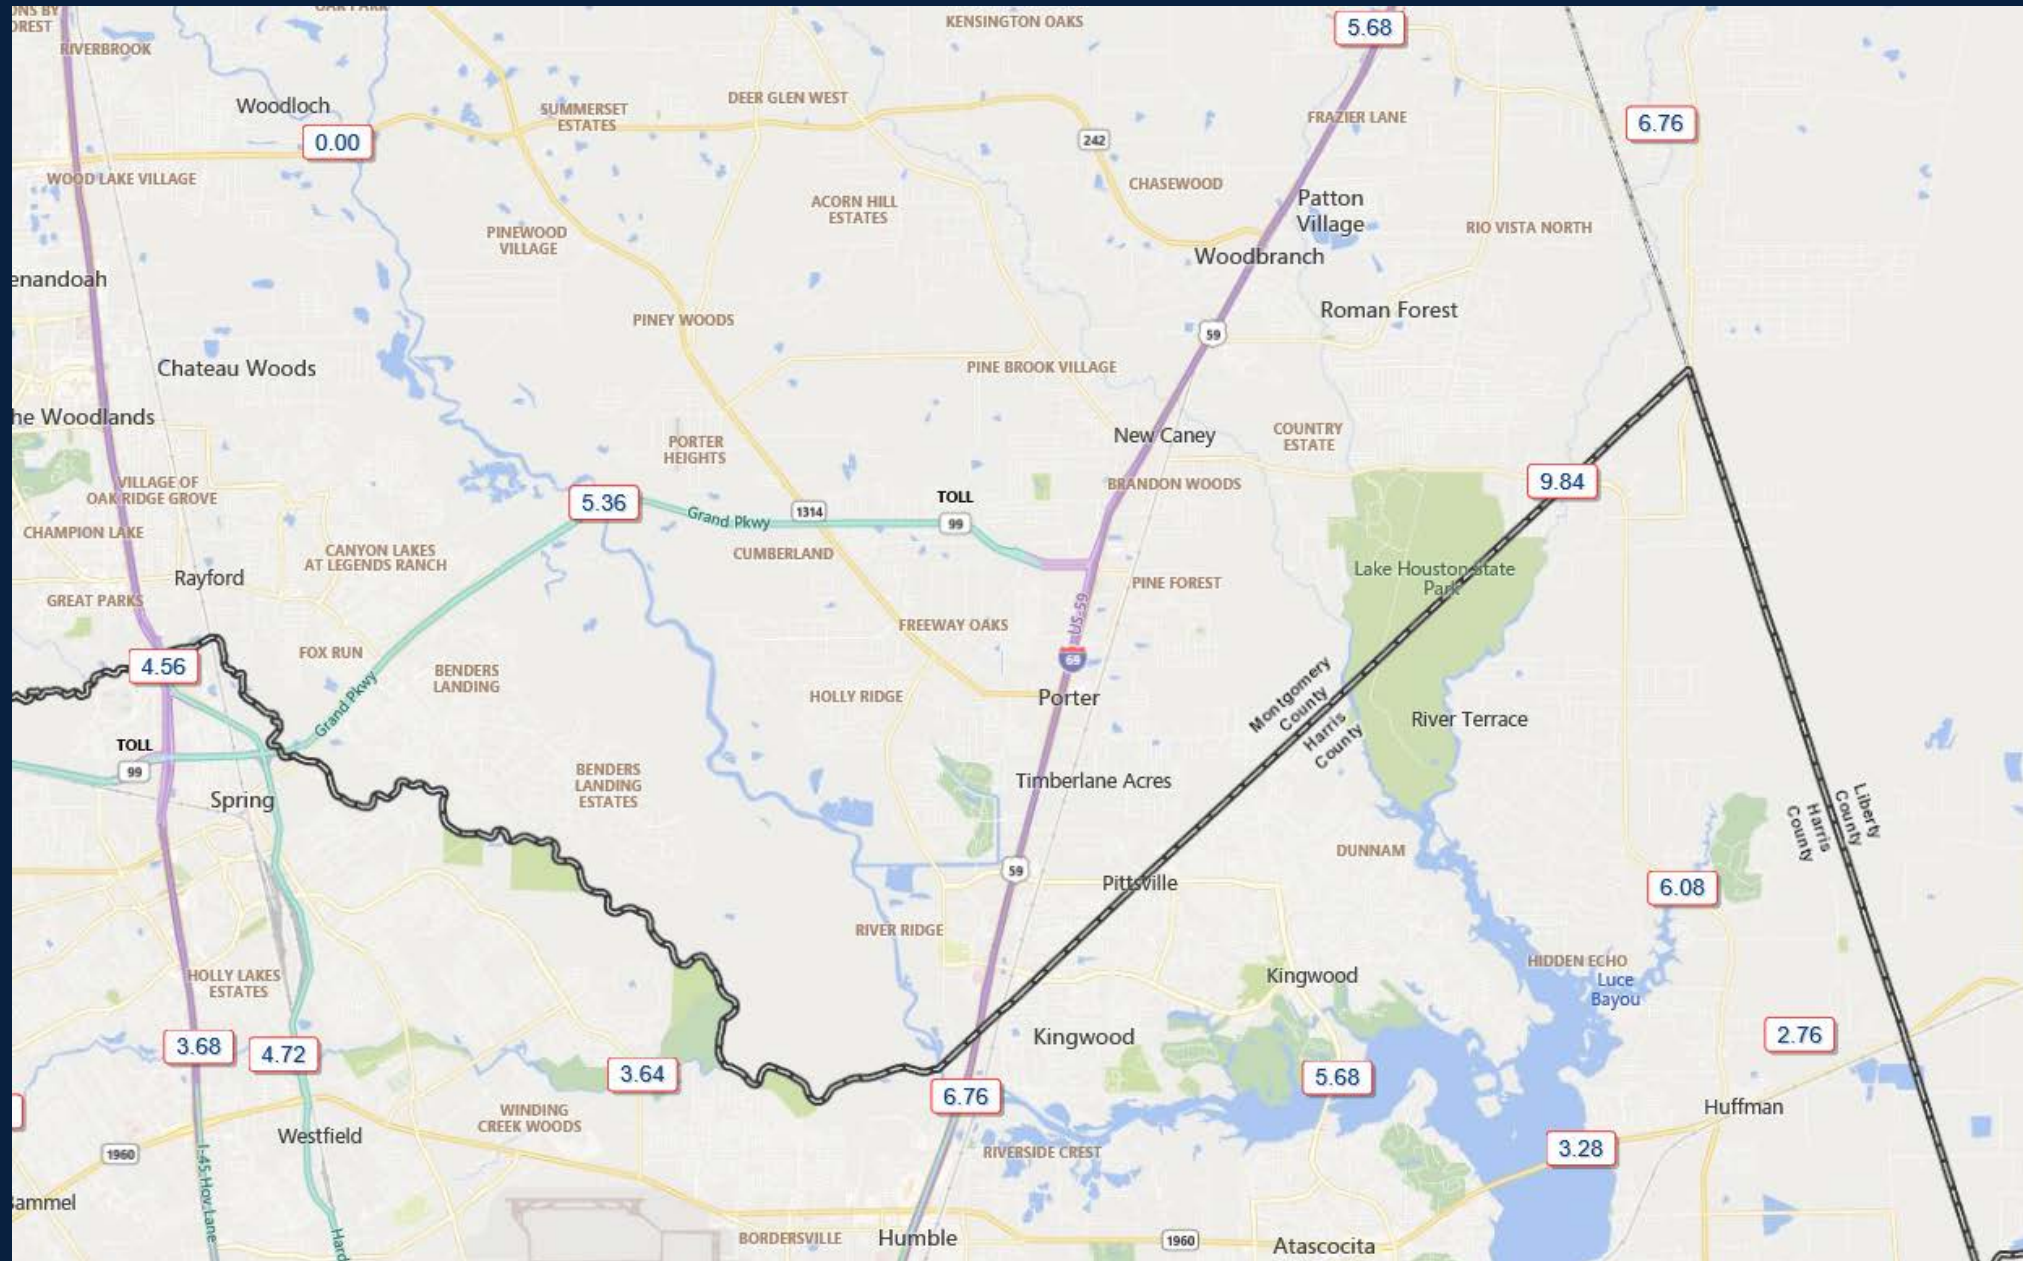 ONS BY
OREST
OAK PARK
KENSINGTON OAKS
5.68
RIVERBROOK
Woodloch
SUMMERSET
ESTATES
DEER GLEN WEST
FRAZIER LANE
6.76
0.00
242
WOOD LAKE VILLAGE
CHASEWOOD
ACORN HILL
ESTATES
Patton
Village
PINEWOOD
VILLAGE
RIO VISTA NORTH
Woodbranch
enandoah
Roman Forest
PINEY WOODS
59
Chateau Woods
PINE BROOK VILLAGE
he Woodlands
New Caney
COUNTRY
ESTATE
PORTER
HEIGHTS
VILLAGE OF
OAK RIDGE GROVE
BRANDON WOODS
9.84
5.36
TOLL
99
Grand Pkwy
1314
CHAMPION LAKE
CUMBERLAND
CANYON LAKES
AT LEGENDS RANCH
Rayford
Lake Houston State
Park
PINE FOREST
GREAT PARKS
US-59
FREEWAY OAKS
FOX RUN
4.56
69
BENDERS
LANDING
HOLLY RIDGE
Porter
Grand Pkwy
Montgomery
County
Harris
County
River Terrace
TOLL
99
BENDERS
LANDING
ESTATES
Timberlane Acres
Spring
Liberty
County
Harris
County
DUNNAM
59
Pittsville
6.08
RIVER RIDGE
HIDDEN ECHO
HOLLY LAKES
ESTATES
Kingwood
Luce
Bayou
Kingwood
2.76
3.68
4.72
3.64
5.68
6.76
Huffman
WINDING
CREEK WOODS
Westfield
3.28
1960
RIVERSIDE CREST
I-45 Hov Lane
ammel
Hard
BORDERSVILLE
Humble
1960
Atascocita